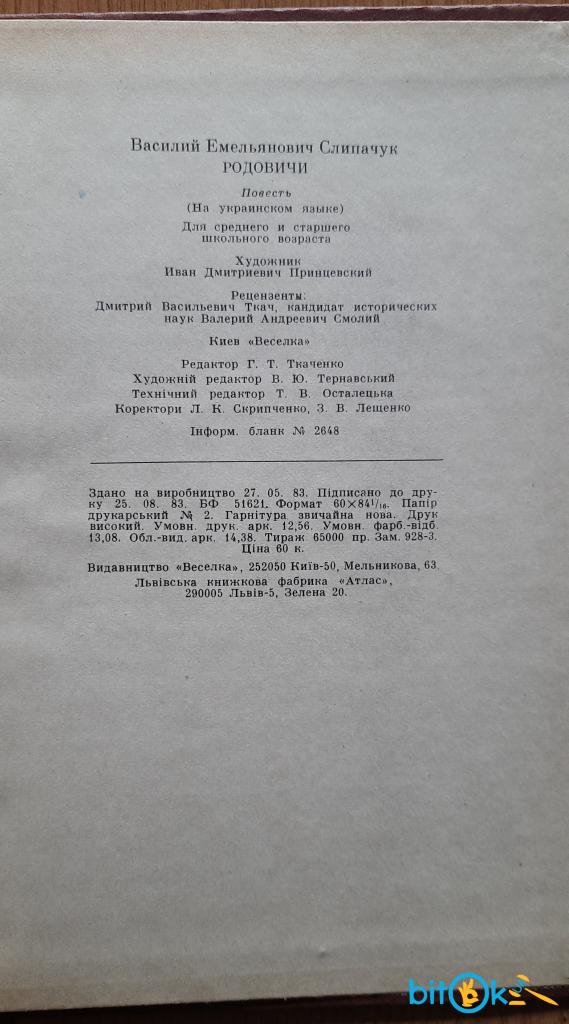 Василий Емельянович Слипачук
РОДОВИЧИ
Повесть
(На украинском языке)
Для среднего и старшего
школьного возраста
Художник
Иван Дмитриевич Принцевский
Рецензенты:
Дмитрий Васильевич Ткач, кандидат исторических
наук Валерий Андреевич Смолий
Киев «Веселка»
Редактор Г. Т. Ткаченко
Художній редактор В. Ю. Тернавський
Технічний редактор Т. В. Осталецька
Коректори Л. К. Скрипченко, З. В. Лещенко
Інформ. бланк № 2648
Здано на виробництво 27. 05. 83. Підписано до дру-
ку 25. 08. 83. БФ 51621. Формат 60×84¹/₁₆. Папір
друкарський № 2. Гарнітура звичайна нова. Друк
високий. Умовн. друк. арк. 12,56. Умовн. фарб.-відб.
13,08. Обл.-вид. арк. 14,38. Тираж 65000 пр. Зам. 928-3.
Ціна 60 к.
Видавництво «Веселка», 252050 Київ-50, Мельникова, 63.
Львівська книжкова фабрика «Атлас»,
290005 Львів-5, Зелена 20.
bitOk